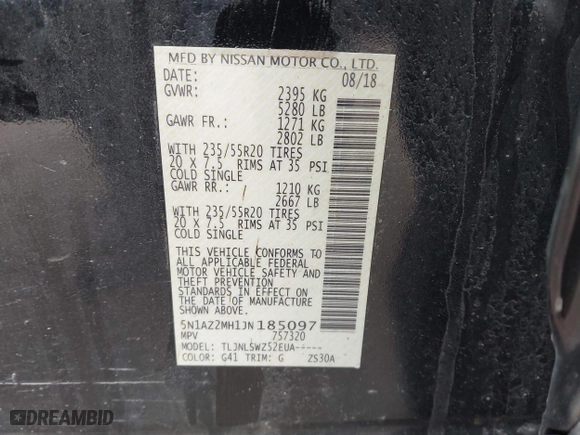 MFD BY NISSAN MOTOR CO., LTD.
DATE: 08/18
GVWR: 2395 KG
5280 LB
GAWR FR.: 1271 KG
2802 LB
WITH 235/55R20 TIRES
20 X 7.5 RIMS AT 35 PSI
COLD SINGLE
GAWR RR.: 1210 KG
2667 LB
WITH 235/55R20 TIRES
20 X 7.5 RIMS AT 35 PSI
COLD SINGLE
THIS VEHICLE CONFORMS TO
ALL APPLICABLE FEDERAL
MOTOR VEHICLE SAFETY AND
THEFT PREVENTION
STANDARDS IN EFFECT ON
THE DATE OF MANUFACTURE
SHOWN ABOVE.
5N1AZ2MH1JN185097
MPV 757320
MODEL: TLJNLSWZ52EUA-----
COLOR: G41 TRIM: G ZS30A
DREAMBID